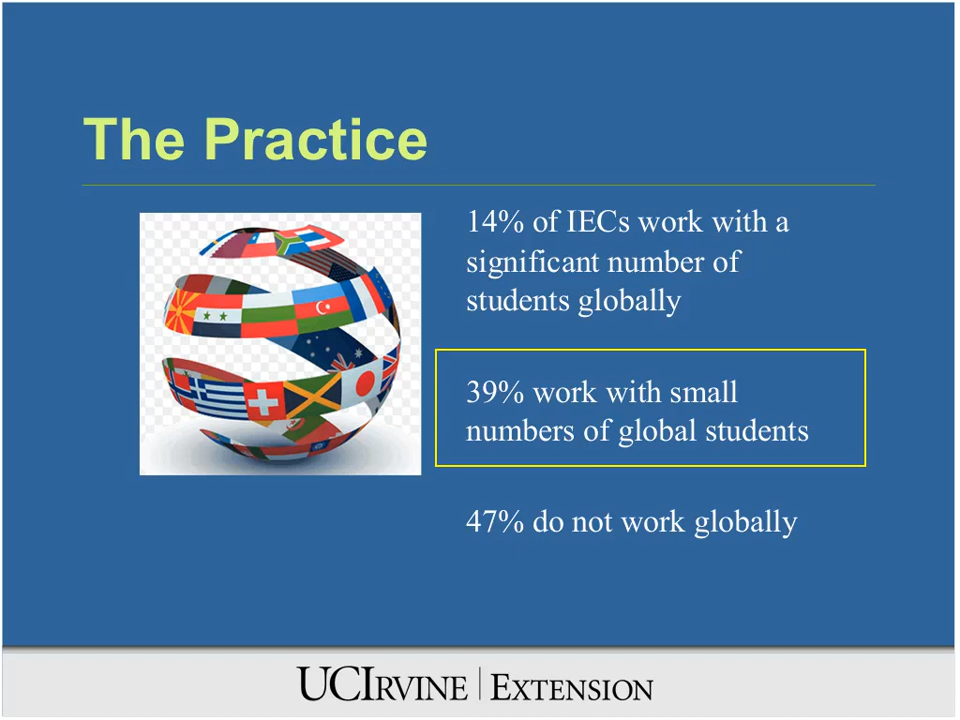 The Practice
14% of IECs work with a
significant number of
students globally
39% work with small
numbers of global students
47% do not work globally
UCIRVINE | EXTENSION